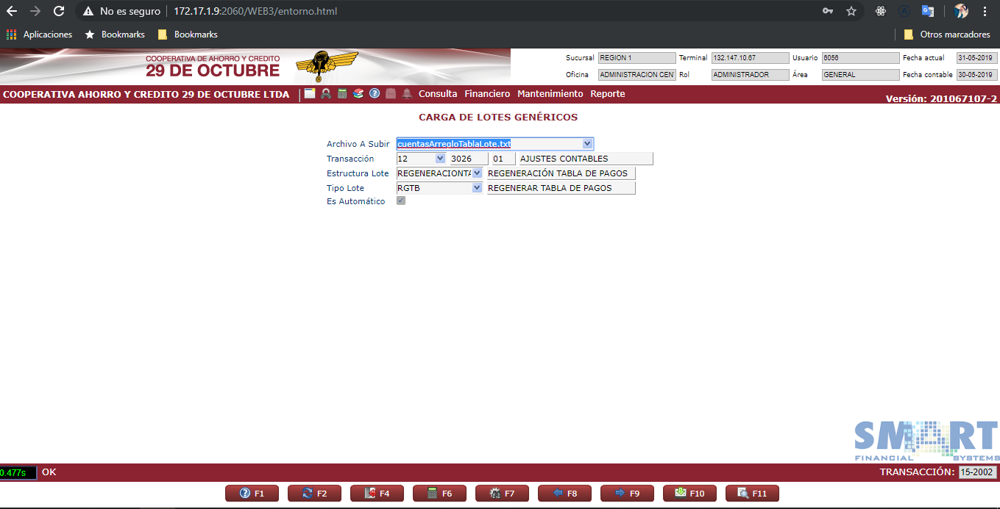 No es seguro 172.17.1.9:2060/WEB3/entorno.html
Aplicaciones Bookmarks Bookmarks Otros marcadores
COOPERATIVA DE AHORRO Y CREDITO
29 DE OCTUBRE
Sucursal REGION 1 Terminal 132.147.10.67 Usuario 6056 Fecha actual 31-05-2019
Oficina ADMINISTRACION CEN Rol ADMINISTRADOR Área GENERAL Fecha contable 30-05-2019
COOPERATIVA AHORRO Y CREDITO 29 DE OCTUBRE LTDA Consulta Financiero Mantenimiento Reporte Versión: 201067107-2
CARGA DE LOTES GENÉRICOS
Archivo A Subir cuentasArregloTablaLote.txt
Transacción 12 3026 01 AJUSTES CONTABLES
Estructura Lote REGENERACIONTA REGENERACIÓN TABLA DE PAGOS
Tipo Lote RGTB REGENERAR TABLA DE PAGOS
Es Automático
SMART
FINANCIAL SYSTEMS
0.477s OK TRANSACCIÓN: 15-2002
F1 F2 F4 F6 F7 F8 F9 F10 F11